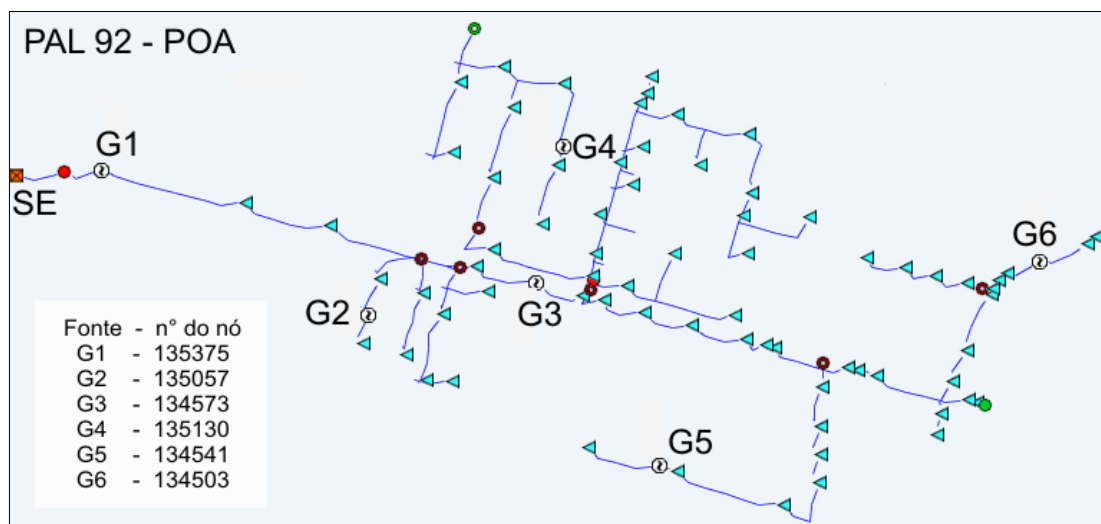 PAL 92 - POA
G1
G4
SE
G6
G2
G3
Fonte - n° do nó
G1 - 135375
G2 - 135057
G3 - 134573
G4 - 135130
G5 - 134541
G6 - 134503
G5